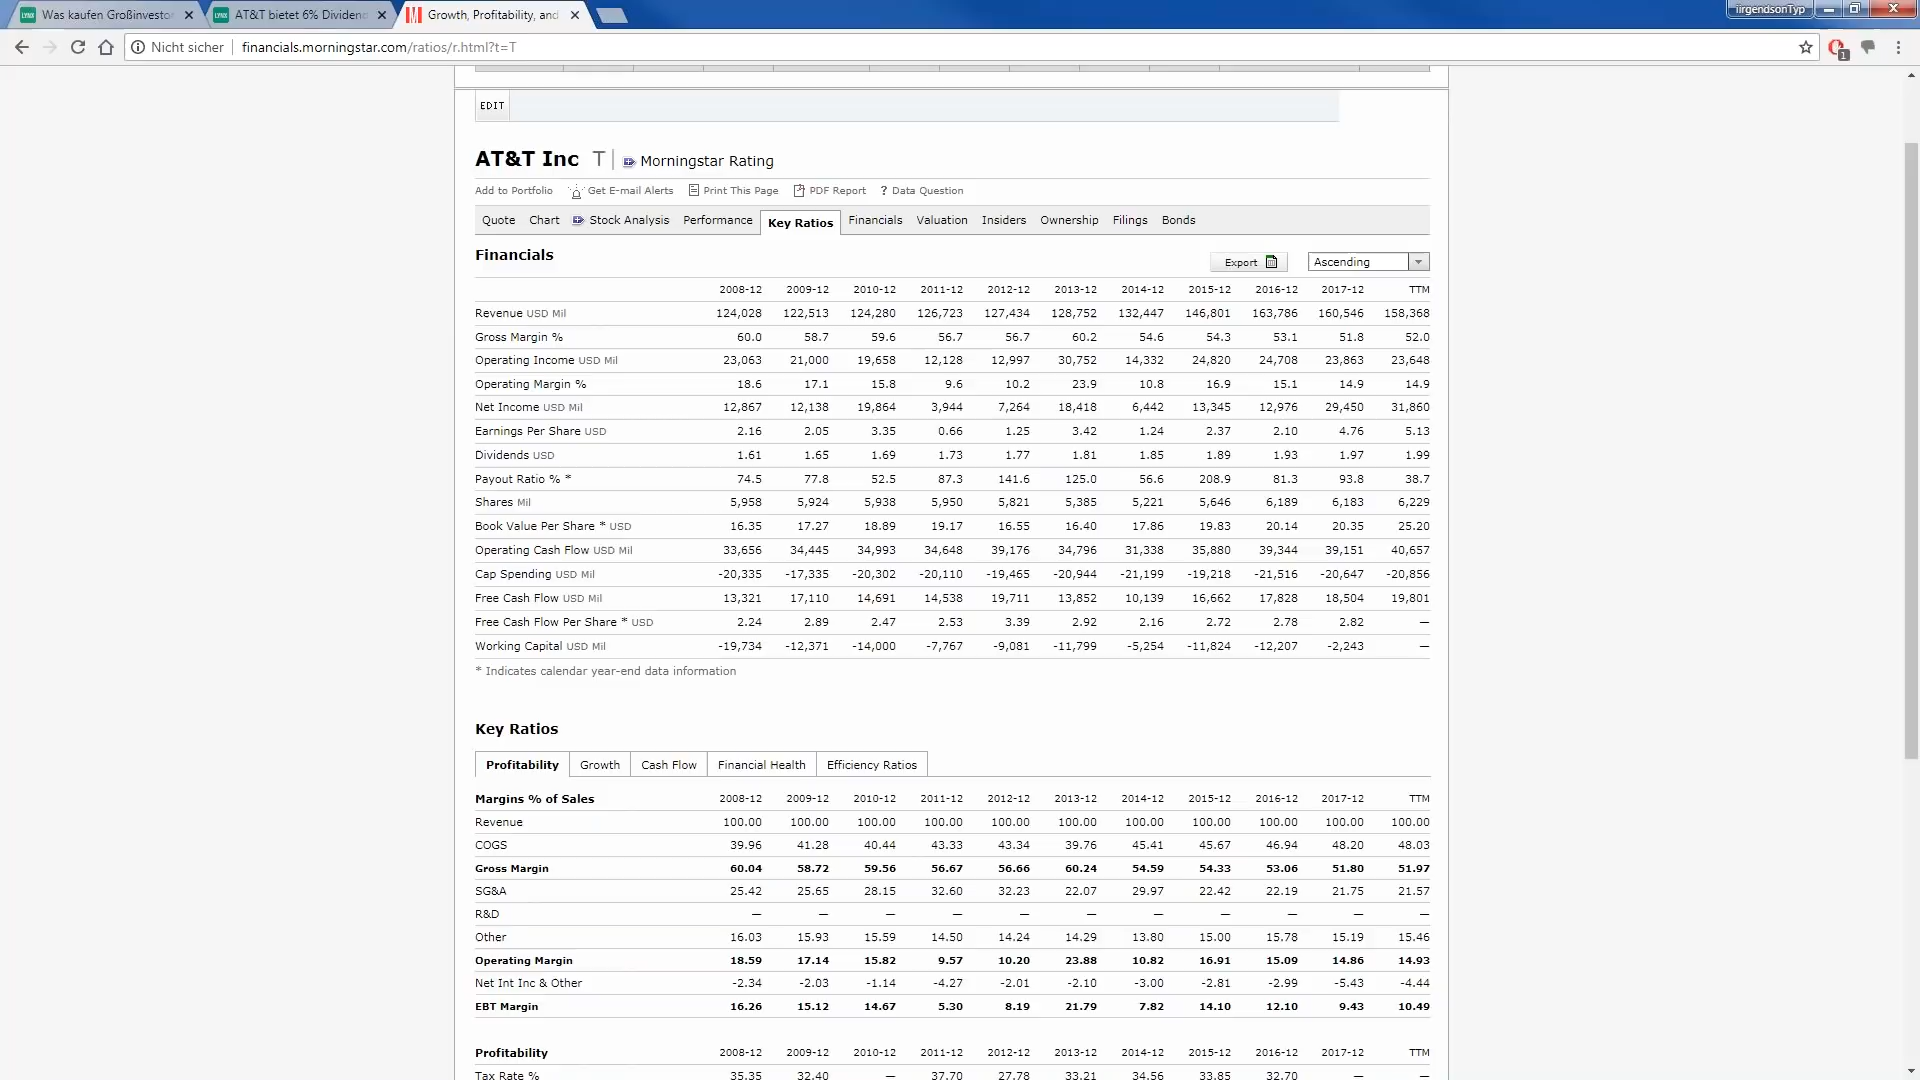 Was kaufen Großinvesto
AT&T bietet 6% Dividen
Growth, Profitability, and
iirgendsonTyp
Nicht sicher
financials.morningstar.com/ratios/r.html?t=T
1
EDIT
AT&T Inc T Morningstar Rating
Add to Portfolio Get E-mail Alerts Print This Page PDF Report ? Data Question
Quote Chart Stock Analysis Performance Key Ratios Financials Valuation Insiders Ownership Filings Bonds
Financials
Export Ascending
2008-12 2009-12 2010-12 2011-12 2012-12 2013-12 2014-12 2015-12 2016-12 2017-12 TTM
Revenue USD Mil 124,028 122,513 124,280 126,723 127,434 128,752 132,447 146,801 163,786 160,546 158,368
Gross Margin % 60.0 58.7 59.6 56.7 56.7 60.2 54.6 54.3 53.1 51.8 52.0
Operating Income USD Mil 23,063 21,000 19,658 12,128 12,997 30,752 14,332 24,820 24,708 23,863 23,648
Operating Margin % 18.6 17.1 15.8 9.6 10.2 23.9 10.8 16.9 15.1 14.9 14.9
Net Income USD Mil 12,867 12,138 19,864 3,944 7,264 18,418 6,442 13,345 12,976 29,450 31,860
Earnings Per Share USD 2.16 2.05 3.35 0.66 1.25 3.42 1.24 2.37 2.10 4.76 5.13
Dividends USD 1.61 1.65 1.69 1.73 1.77 1.81 1.85 1.89 1.93 1.97 1.99
Payout Ratio % * 74.5 77.8 52.5 87.3 141.6 125.0 56.6 208.9 81.3 93.8 38.7
Shares Mil 5,958 5,924 5,938 5,950 5,821 5,385 5,221 5,646 6,189 6,183 6,229
Book Value Per Share * USD 16.35 17.27 18.89 19.17 16.55 16.40 17.86 19.83 20.14 20.35 25.20
Operating Cash Flow USD Mil 33,656 34,445 34,993 34,648 39,176 34,796 31,338 35,880 39,344 39,151 40,657
Cap Spending USD Mil -20,335 -17,335 -20,302 -20,110 -19,465 -20,944 -21,199 -19,218 -21,516 -20,647 -20,856
Free Cash Flow USD Mil 13,321 17,110 14,691 14,538 19,711 13,852 10,139 16,662 17,828 18,504 19,801
Free Cash Flow Per Share * USD 2.24 2.89 2.47 2.53 3.39 2.92 2.16 2.72 2.78 2.82 —
Working Capital USD Mil -19,734 -12,371 -14,000 -7,767 -9,081 -11,799 -5,254 -11,824 -12,207 -2,243 —
* Indicates calendar year-end data information
Key Ratios
Profitability Growth Cash Flow Financial Health Efficiency Ratios
Margins % of Sales 2008-12 2009-12 2010-12 2011-12 2012-12 2013-12 2014-12 2015-12 2016-12 2017-12 TTM
Revenue 100.00 100.00 100.00 100.00 100.00 100.00 100.00 100.00 100.00 100.00 100.00
COGS 39.96 41.28 40.44 43.33 43.34 39.76 45.41 45.67 46.94 48.20 48.03
Gross Margin 60.04 58.72 59.56 56.67 56.66 60.24 54.59 54.33 53.06 51.80 51.97
SG&A 25.42 25.65 28.15 32.60 32.23 22.07 29.97 22.42 22.19 21.75 21.57
R&D — — — — — — — — — — —
Other 16.03 15.93 15.59 14.50 14.24 14.29 13.80 15.00 15.78 15.19 15.46
Operating Margin 18.59 17.14 15.82 9.57 10.20 23.88 10.82 16.91 15.09 14.86 14.93
Net Int Inc & Other -2.34 -2.03 -1.14 -4.27 -2.01 -2.10 -3.00 -2.81 -2.99 -5.43 -4.44
EBT Margin 16.26 15.12 14.67 5.30 8.19 21.79 7.82 14.10 12.10 9.43 10.49
Profitability 2008-12 2009-12 2010-12 2011-12 2012-12 2013-12 2014-12 2015-12 2016-12 2017-12 TTM
Tax Rate % 35.35 32.40 — 37.70 27.78 33.21 34.56 33.85 32.70 — —